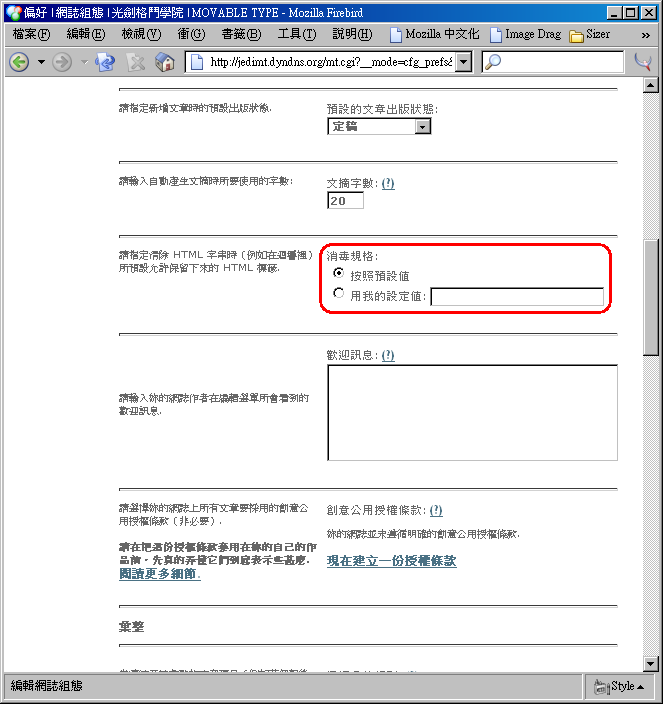 偏好 | 網誌組態 | 光劍格鬥學院 | MOVABLE TYPE - Mozilla Firebird
檔案(F) 編輯(E) 檢視(V) 衝(G) 書籤(B) 工具(T) 說明(H) Mozilla 中文化 Image Drag Sizer »
http://jedimt.dyndns.org/mt.cgi?__mode=cfg_prefs&
請指定新增文章時的預設出版狀態.
預設的文章出版狀態:
定稿
請輸入自動產生文摘時所要使用的字數:
文摘字數: (?)
20
請指定清除 HTML 字串時 (例如在迴響裡)
所預設允許保留下來的 HTML 標籤.
消毒規格:
按照預設值
用我的設定值:
歡迎訊息: (?)
請輸入妳的網誌作者在編輯選單所會看到的
歡迎訊息.
請選擇妳的網誌上所有文章要採用的創意公
用授權條款 (非必要).
請在把這份授權條款套用在妳的自己的作
品前, 先真的弄懂它們到底表示些甚麼.
閱讀更多細節.
創意公用授權條款: (?)
妳的網誌並未遵循明確的創意公用授權條款.
現在建立一份授權條款
彙整
編輯網誌組態
Style